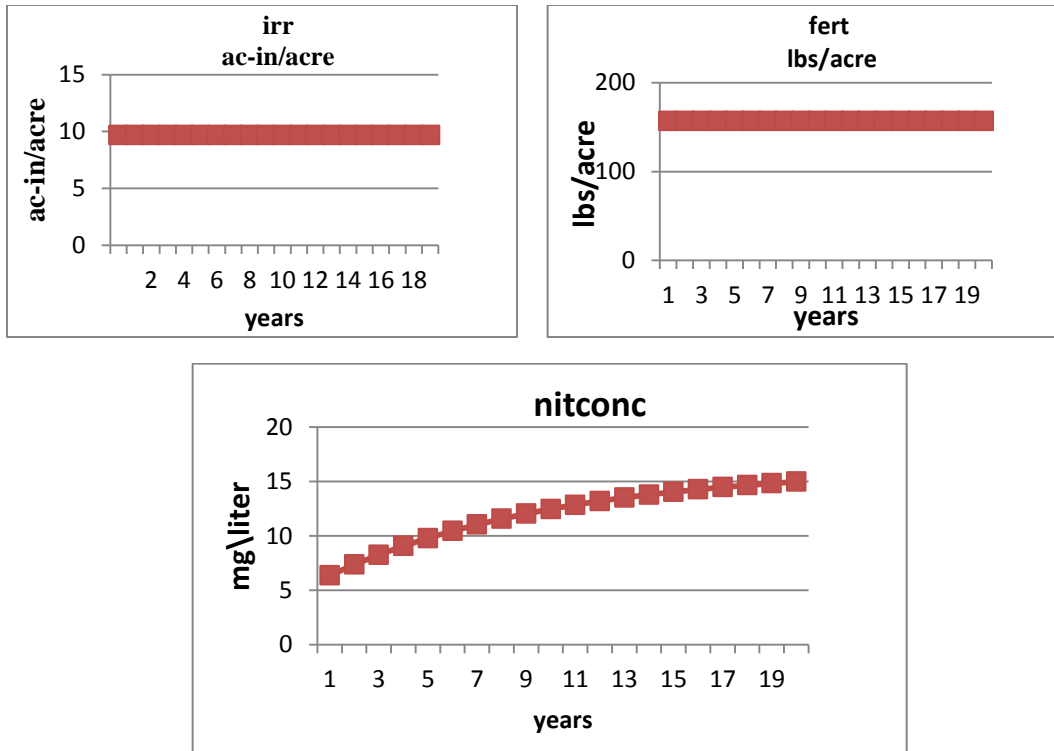 irr
ac-in/acre
15
10
5
0
ac-in/acre
2 4 6 8 10 12 14 16 18
years
fert
lbs/acre
200
100
0
lbs/acre
1 3 5 7 9 11 13 15 17 19
years
nitconc
20
15
10
5
0
mg\liter
1 3 5 7 9 11 13 15 17 19
years